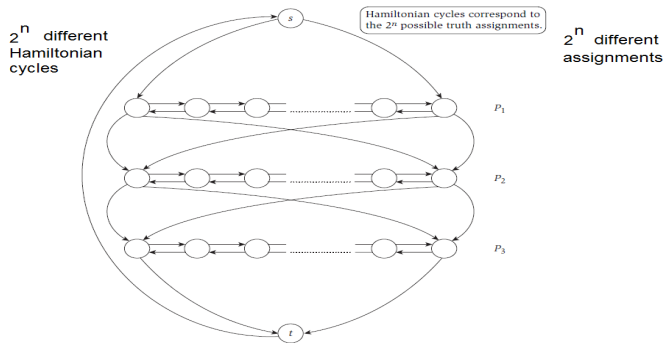 2ⁿ different
Hamiltonian
cycles
s
Hamiltonian cycles correspond to
the 2ⁿ possible truth assignments.
2ⁿ different
assignments
P₁
P₂
P₃
t